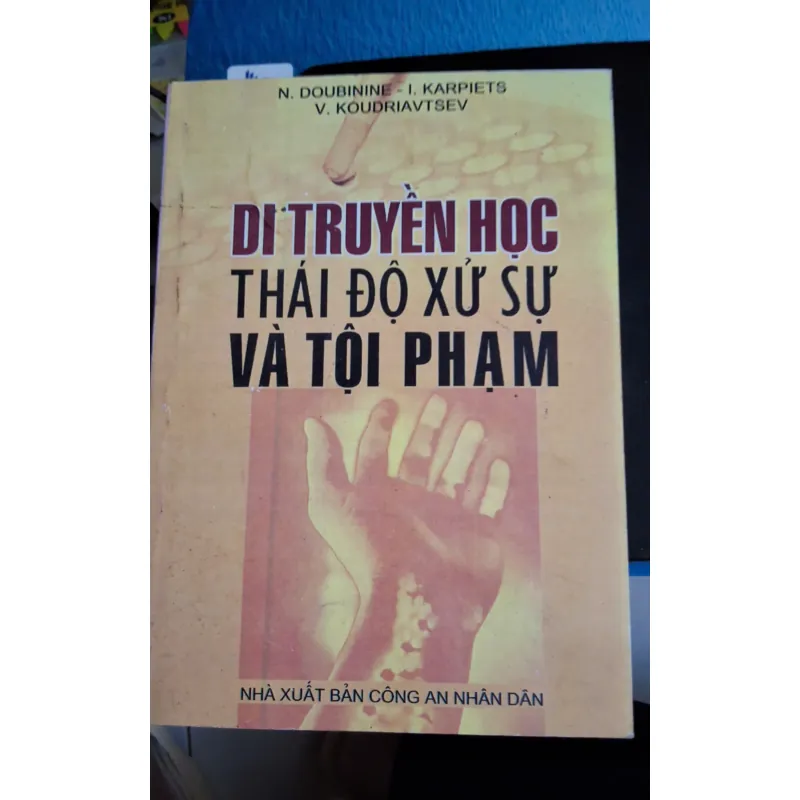 N. DOUBININE - I. KARPIETS
V. KOUDRIAVTSEV
DI TRUYỀN HỌC
THÁI ĐỘ XỬ SỰ
VÀ TỘI PHẠM
NHÀ XUẤT BẢN CÔNG AN NHÂN DÂN